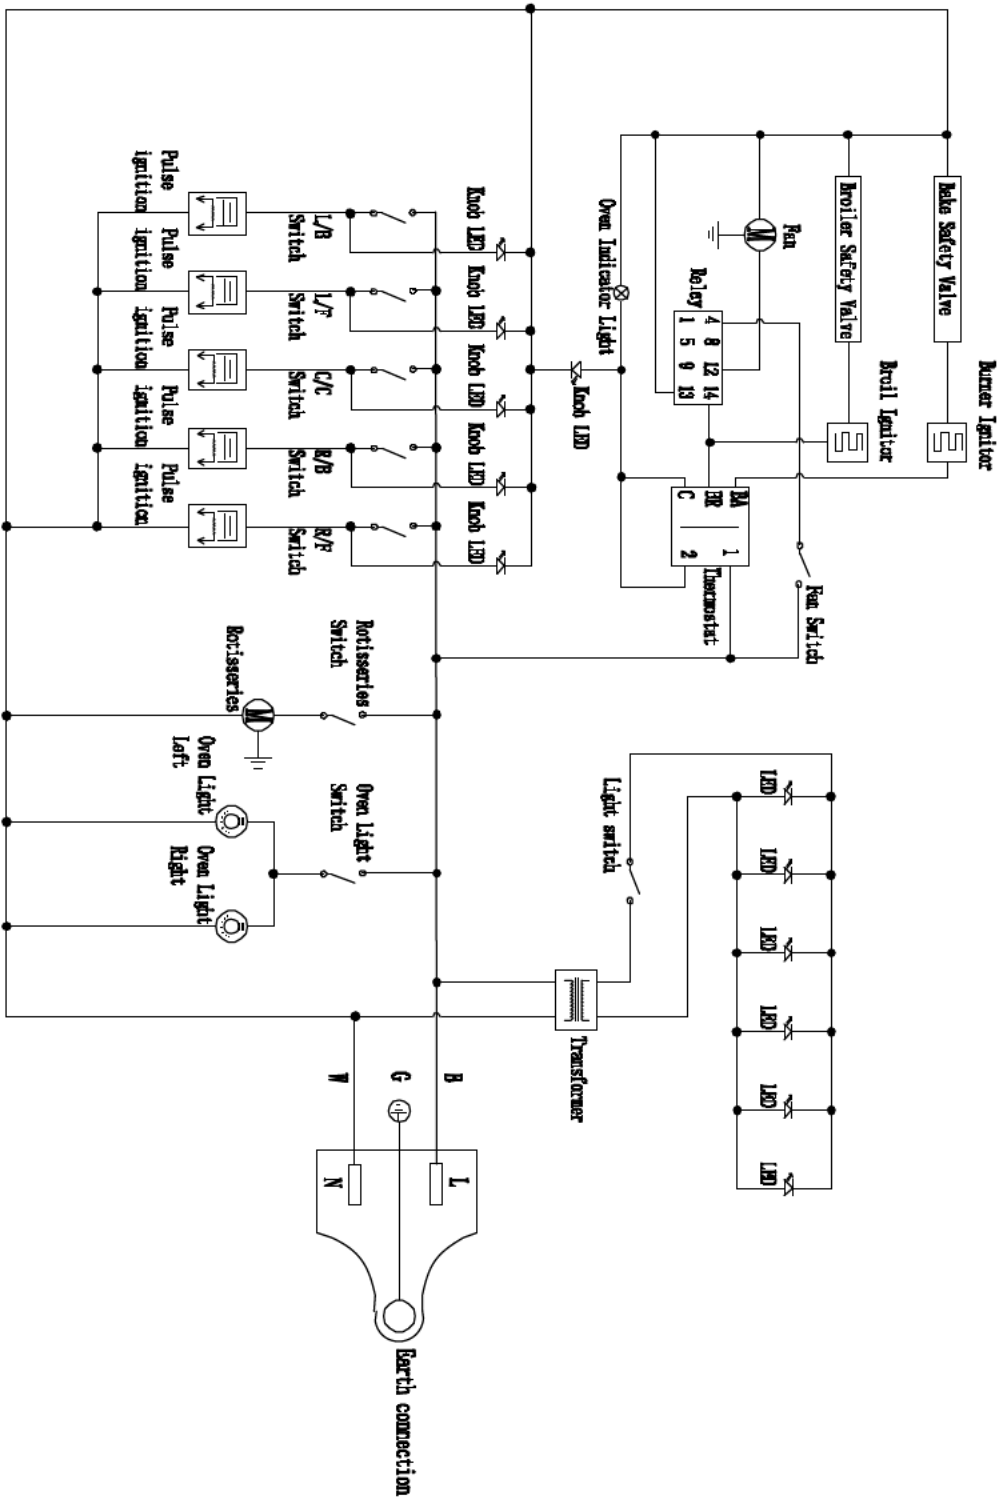 Burner Ignitor
Bake Safety Valve
Broil Ignitor
Broiler Safety Valve
Fan Switch
Fan
LED
LED
LED
LED
LED
LED
BA
1
BR
Thermostat
C
2
Reley
4 8 12 14
1 5 9 13
Oven Indicator Light
Light switch
Knob LED
Transformer
Knob LED
Knob LED
Knob LED
Knob LED
Knob LED
B
L
G
Earth connection
W
N
L/B
Switch
L/F
Switch
C/C
Switch
R/B
Switch
R/F
Switch
Rotisseries
Switch
Oven Light
Switch
Rotisseries
M
M
Oven Light
Left
Oven Light
Right
Pulse
ignition
Pulse
ignition
Pulse
ignition
Pulse
ignition
Pulse
ignition